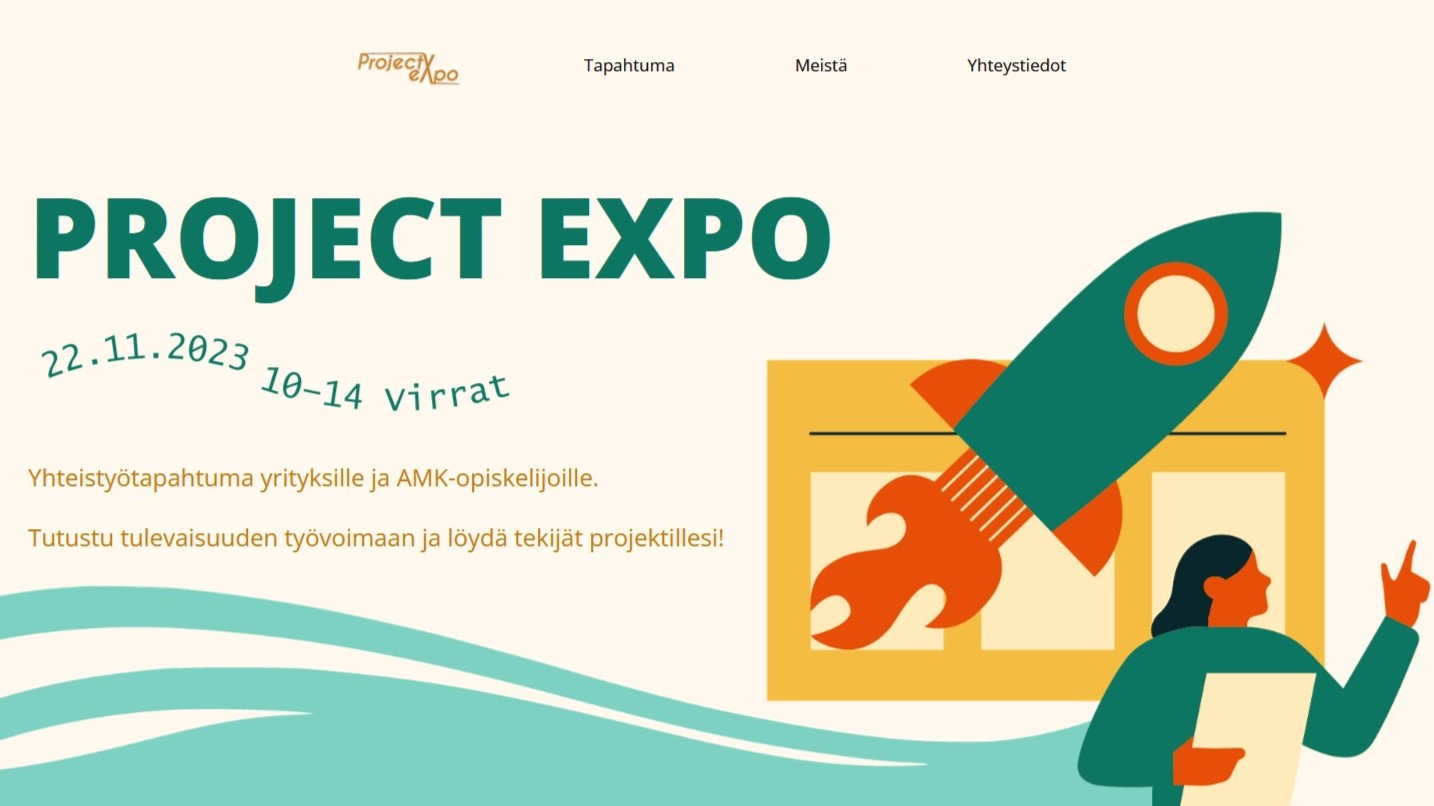 Project
eXpo
Tapahtuma
Meistä
Yhteystiedot
PROJECT EXPO
22.11.2023
10–14 Virrat
Yhteistyötapahtuma yrityksille ja AMK-opiskelijoille.
Tutustu tulevaisuuden työvoimaan ja löydä tekijät projektillesi!